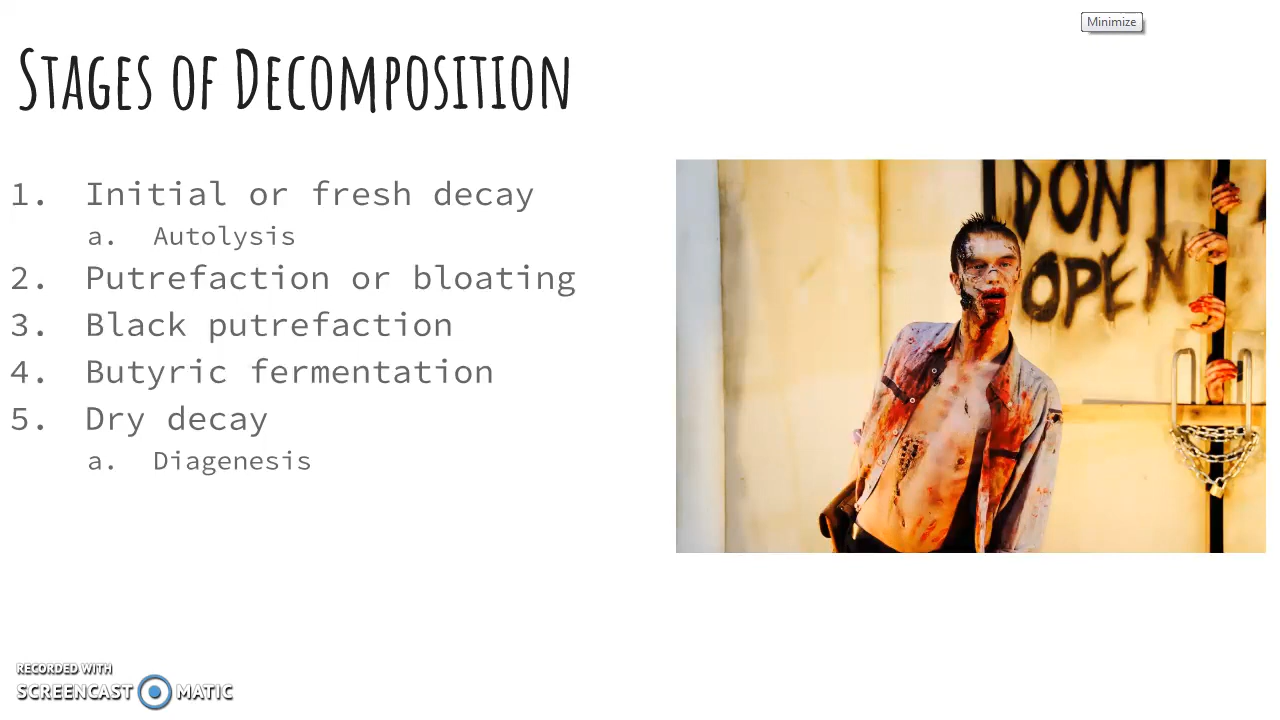 Minimize
STAGES OF DECOMPOSITION
1. Initial or fresh decay
a. Autolysis
2. Putrefaction or bloating
3. Black putrefaction
4. Butyric fermentation
5. Dry decay
a. Diagenesis
DONT
OPEN
RECORDED WITH
SCREENCAST MATIC